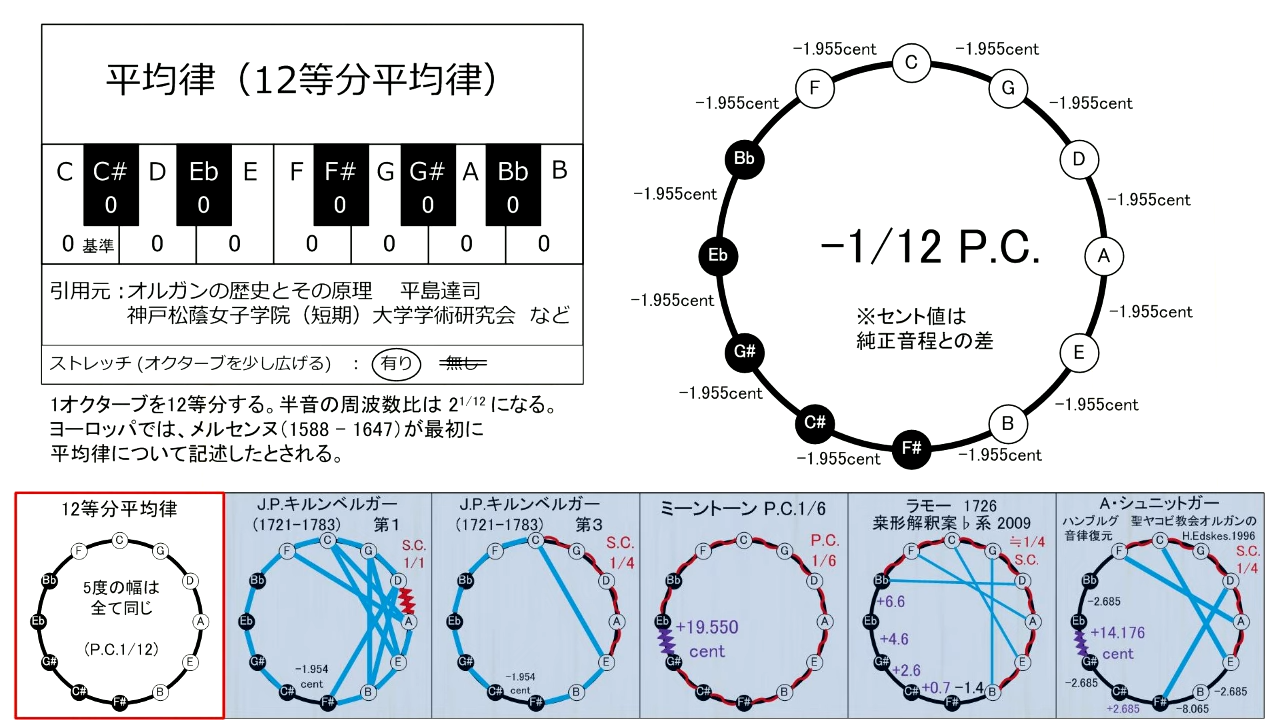 平均律（12等分平均律）
C C# D Eb E F F# G G# A Bb B
0 0 0 0 0
0 基準 0 0 0 0 0 0
引用元：オルガンの歴史とその原理　平島達司
神戸松蔭女子学院（短期）大学学術研究会　など
ストレッチ (オクターブを少し広げる)　：　有り　無し
1オクターブを12等分する。半音の周波数比は 2^1/12 になる。
ヨーロッパでは、メルセンヌ（1588 − 1647）が最初に
平均律について記述したとされる。
−1.955cent −1.955cent
C
F G
−1.955cent −1.955cent
Bb D
−1.955cent −1.955cent
−1/12 P.C.
Eb A
−1.955cent −1.955cent
※セント値は
純正音程との差
G# E
−1.955cent −1.955cent
C# B
F#
−1.955cent −1.955cent
12等分平均律
C
F G
Bb D
5度の幅は
全て同じ
Eb A
(P.C.1/12)
G# E
C# B
F#
J.P.キルンベルガー
(1721−1783)　第1
S.C.
1/1
C
F G
Bb D
Eb A
G# E
−1.954
cent
C# B
F#
J.P.キルンベルガー
(1721−1783)　第3
S.C.
1/4
C
F G
Bb D
Eb A
G# E
−1.954
cent
C# B
F#
ミーントーン P.C.1/6
P.C.
1/6
C
F G
Bb D
Eb A
+19.550
cent
G# E
C# B
F#
ラモー 1726
桒形解釈案♭系 2009
≒1/4
S.C.
C
F G
Bb D
+6.6
Eb A
+4.6
G# E
+2.6
C# B
+0.7 −1.4
F#
A・シュニットガー
ハンブルグ　聖ヤコビ教会オルガンの
音律復元　H.Edskes.1996
S.C.
1/4
C
F G
Bb D
−2.685
Eb A
+14.176
cent
G# E
−2.685 −2.685
C# B
+2.685 −8.065
F#